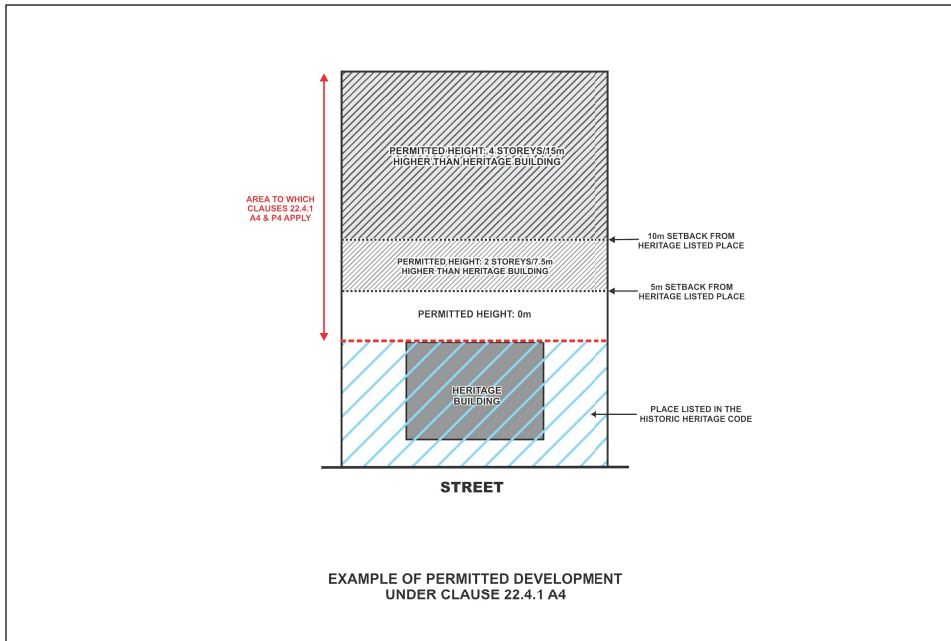 PERMITTED HEIGHT: 4 STOREYS/15m
HIGHER THAN HERITAGE BUILDING
AREA TO WHICH
CLAUSES 22.4.1
A4 & P4 APPLY
10m SETBACK FROM
HERITAGE LISTED PLACE
PERMITTED HEIGHT: 2 STOREYS/7.5m
HIGHER THAN HERITAGE BUILDING
5m SETBACK FROM
HERITAGE LISTED PLACE
PERMITTED HEIGHT: 0m
HERITAGE
BUILDING
PLACE LISTED IN THE
HISTORIC HERITAGE CODE
STREET
EXAMPLE OF PERMITTED DEVELOPMENT
UNDER CLAUSE 22.4.1 A4